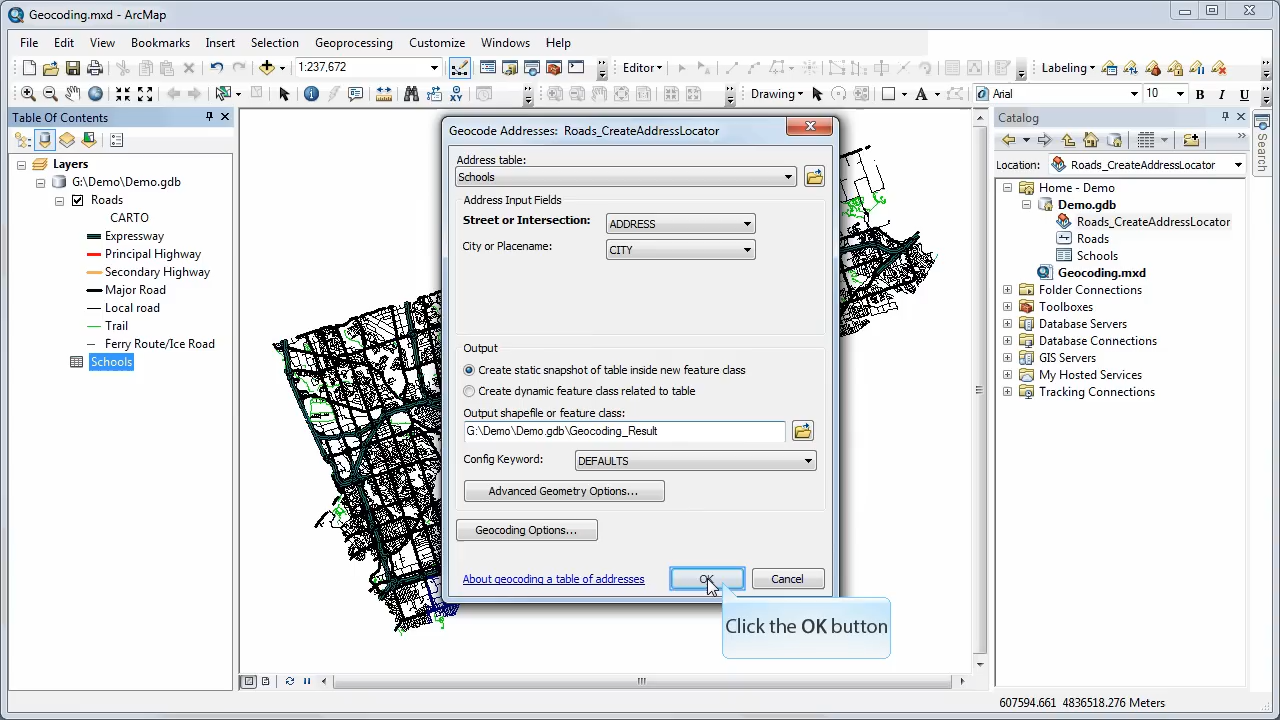 Geocoding.mxd - ArcMap
File Edit View Bookmarks Insert Selection Geoprocessing Customize Windows Help
1:237,672 Editor Labeling
Drawing A Arial 10 B I U
Table Of Contents
Layers
G:\Demo\Demo.gdb
Roads
CARTO
Expressway
Principal Highway
Secondary Highway
Major Road
Local road
Trail
Ferry Route/Ice Road
Schools
Geocode Addresses: Roads_CreateAddressLocator
Address table:
Schools
Address Input Fields
Street or Intersection: ADDRESS
City or Placename: CITY
Output
Create static snapshot of table inside new feature class
Create dynamic feature class related to table
Output shapefile or feature class:
G:\Demo\Demo.gdb\Geocoding_Result
Config Keyword: DEFAULTS
Advanced Geometry Options...
Geocoding Options...
About geocoding a table of addresses OK Cancel
Click the OK button
Catalog
Location: Roads_CreateAddressLocator
Home - Demo
Demo.gdb
Roads_CreateAddressLocator
Roads
Schools
Geocoding.mxd
Folder Connections
Toolboxes
Database Servers
Database Connections
GIS Servers
My Hosted Services
Tracking Connections
Search
607594.661 4836518.276 Meters